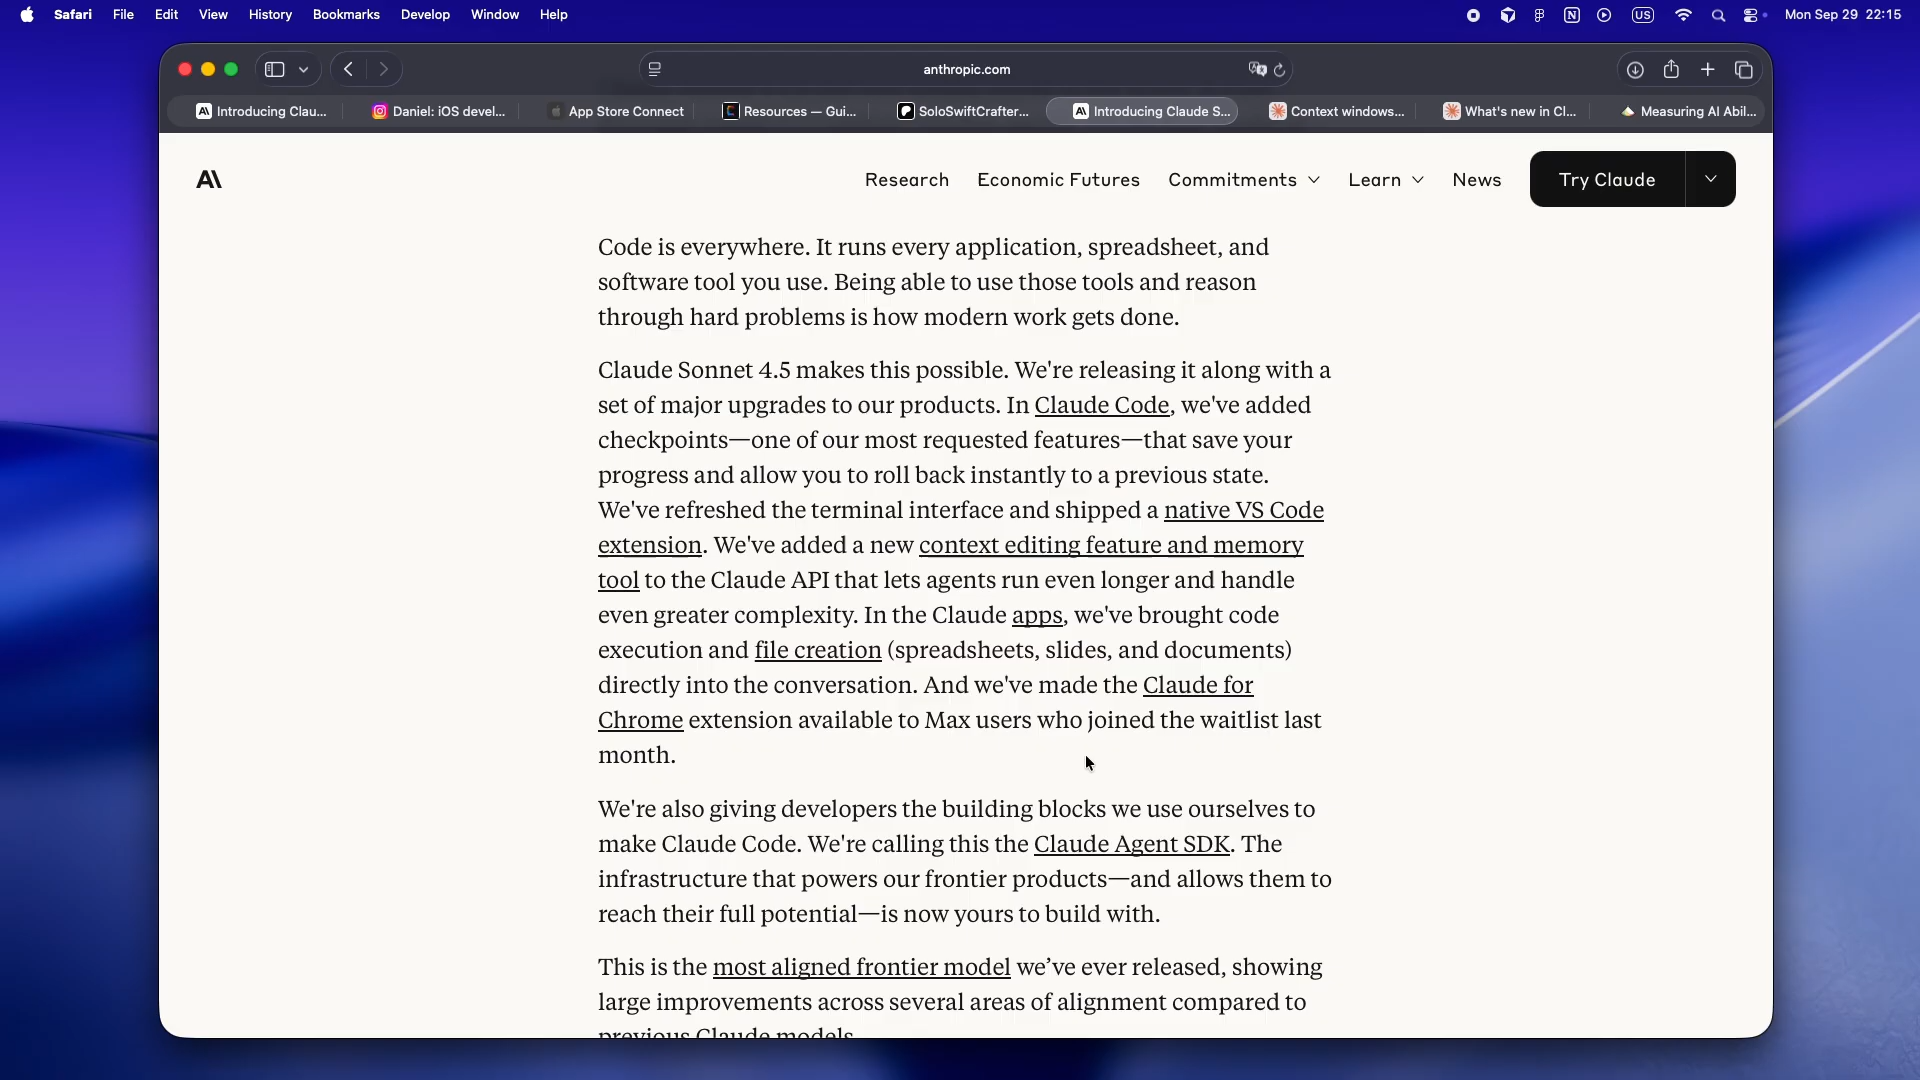 Safari File Edit View History Bookmarks Develop Window Help
US Mon Sep 29 22:15
anthropic.com
Introducing Clau... Daniel: iOS devel... App Store Connect Resources — Gui... SoloSwiftCrafter... Introducing Claude S... Context windows... What's new in Cl... Measuring AI Abil...
Research Economic Futures Commitments Learn News Try Claude
Code is everywhere. It runs every application, spreadsheet, and
software tool you use. Being able to use those tools and reason
through hard problems is how modern work gets done.
Claude Sonnet 4.5 makes this possible. We're releasing it along with a
set of major upgrades to our products. In Claude Code, we've added
checkpoints—one of our most requested features—that save your
progress and allow you to roll back instantly to a previous state.
We've refreshed the terminal interface and shipped a native VS Code
extension. We've added a new context editing feature and memory
tool to the Claude API that lets agents run even longer and handle
even greater complexity. In the Claude apps, we've brought code
execution and file creation (spreadsheets, slides, and documents)
directly into the conversation. And we've made the Claude for
Chrome extension available to Max users who joined the waitlist last
month.
We're also giving developers the building blocks we use ourselves to
make Claude Code. We're calling this the Claude Agent SDK. The
infrastructure that powers our frontier products—and allows them to
reach their full potential—is now yours to build with.
This is the most aligned frontier model we’ve ever released, showing
large improvements across several areas of alignment compared to
previous Claude models.